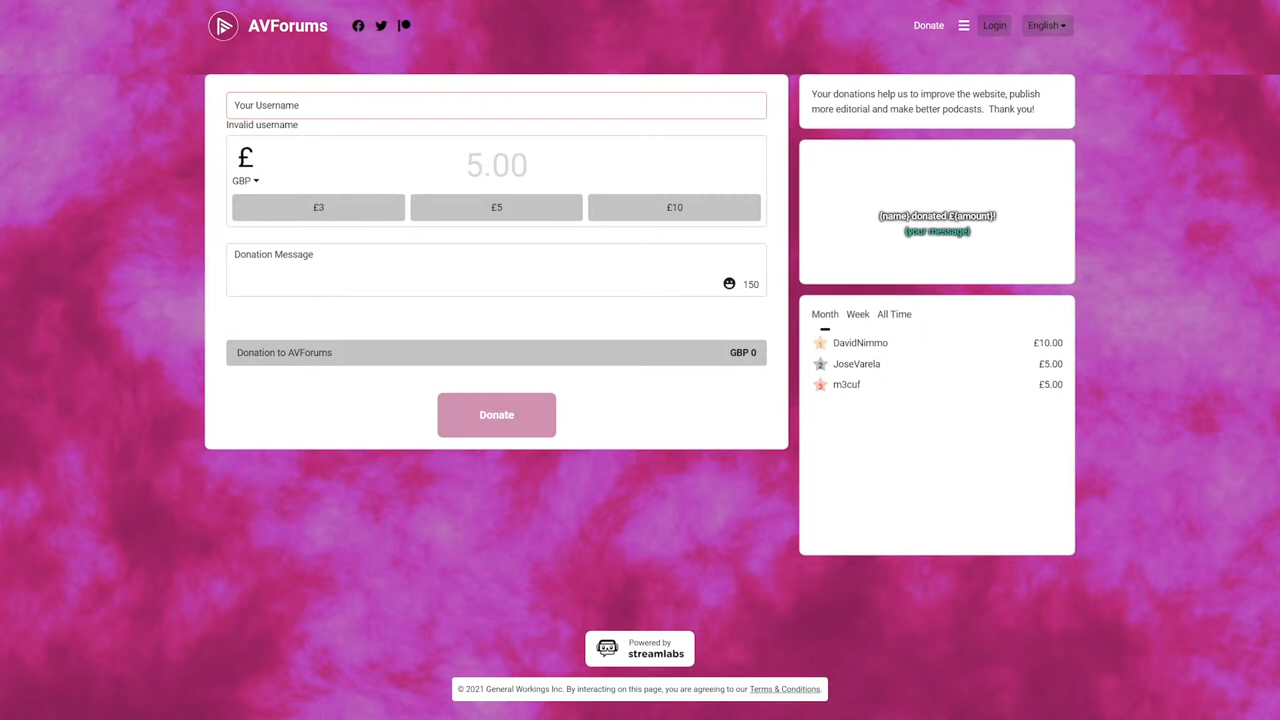 AVForums
Donate
Login
English
Your Username
Invalid username
£
5.00
GBP
£3
£5
£10
Donation Message
150
Donation to AVForums
GBP 0
Donate
Your donations help us to improve the website, publish
more editorial and make better podcasts. Thank you!
{name} donated £{amount}!
{your message}
Month
Week
All Time
1
DavidNimmo
£10.00
2
JoseVarela
£5.00
3
m3cuf
£5.00
Powered by
streamlabs
© 2021 General Workings Inc. By interacting on this page, you are agreeing to our Terms & Conditions.